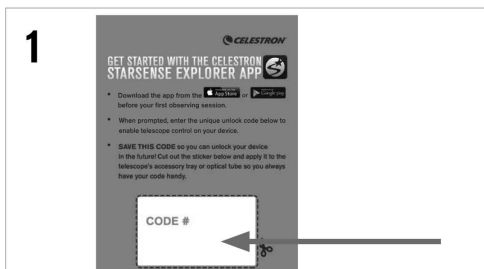 1
CELESTRON
GET STARTED WITH THE CELESTRON
STARSENSE EXPLORER APP
• Download the app from the App Store or Google play
before your first observing session.
• When prompted, enter the unique unlock code below to
enable telescope control on your device.
• SAVE THIS CODE so you can unlock your device
in the future! Cut out the sticker below and apply it to the
telescope's accessory tray or optical tube so you always
have your code handy.
CODE #